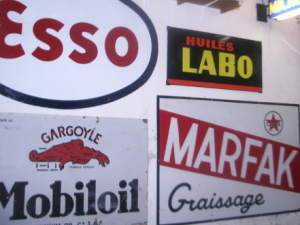 ESSO
HUILES
LABO
GARGOYLE
Mobiloil
MARFAK
Graissage